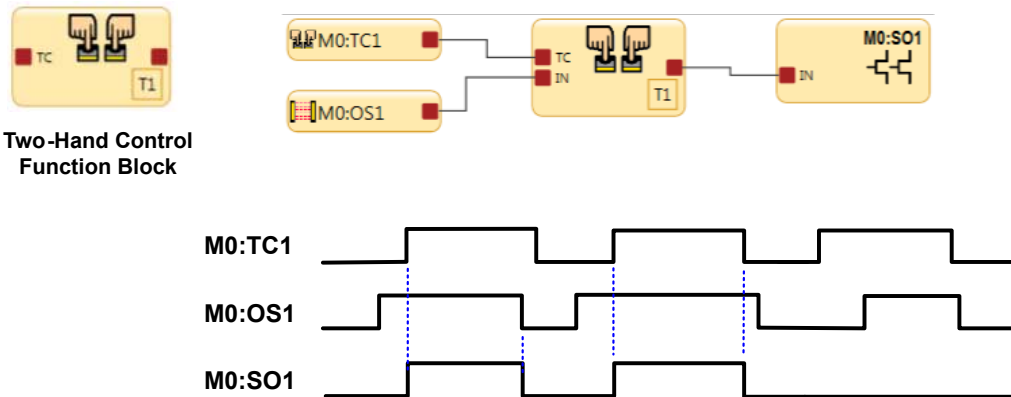 TC
T1
Two-Hand Control
Function Block
M0:TC1
M0:OS1
TC
IN
T1
M0:SO1
IN
M0:TC1
M0:OS1
M0:SO1